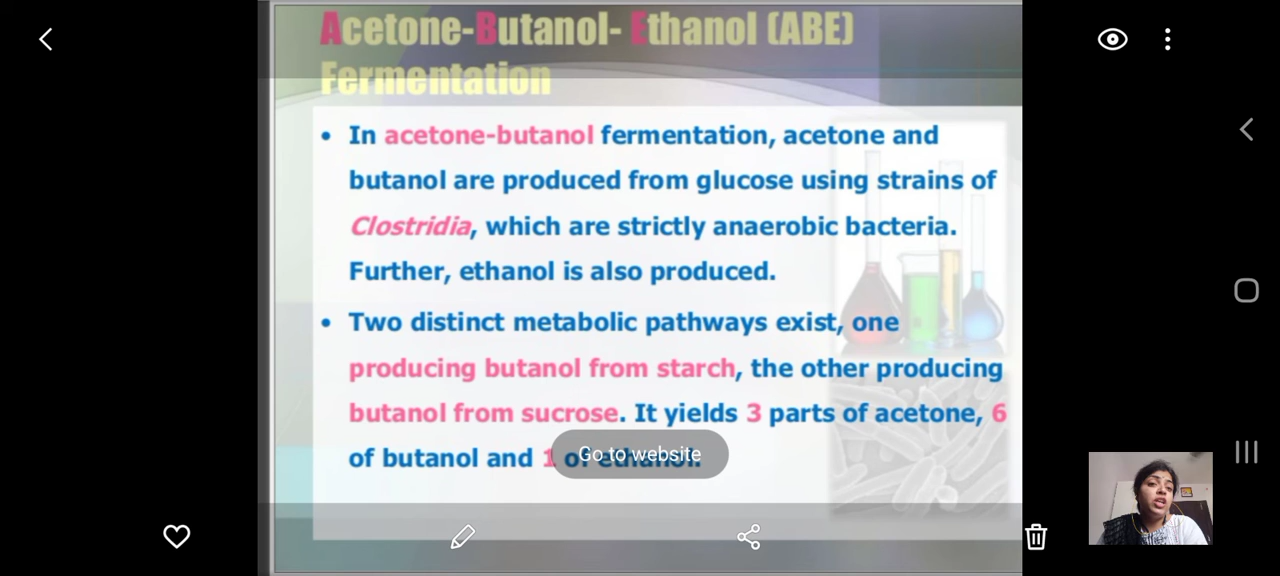 Acetone-Butanol- Ethanol (ABE)
Fermentation
• In acetone-butanol fermentation, acetone and
butanol are produced from glucose using strains of
Clostridia, which are strictly anaerobic bacteria.
Further, ethanol is also produced.
• Two distinct metabolic pathways exist, one
producing butanol from starch, the other producing
butanol from sucrose. It yields 3 parts of acetone, 6
of butanol and 1 of ethanol.
Go to website